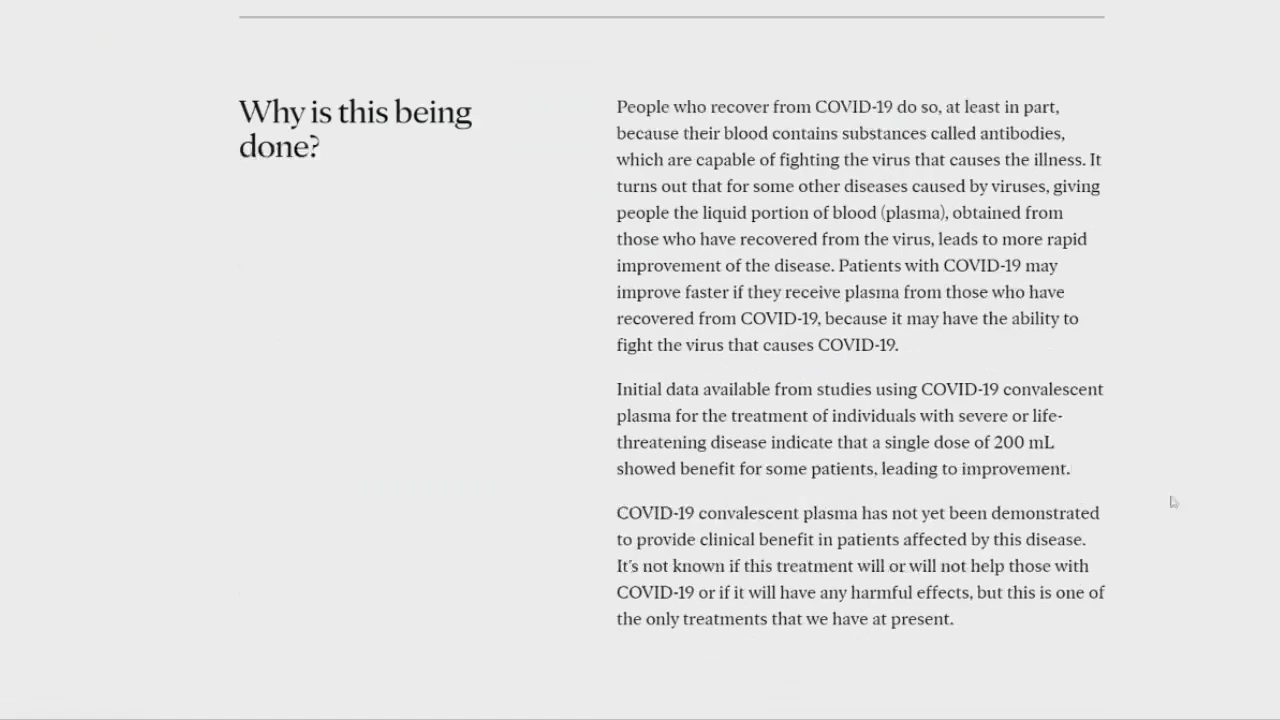 Why is this being
done?
People who recover from COVID-19 do so, at least in part,
because their blood contains substances called antibodies,
which are capable of fighting the virus that causes the illness. It
turns out that for some other diseases caused by viruses, giving
people the liquid portion of blood (plasma), obtained from
those who have recovered from the virus, leads to more rapid
improvement of the disease. Patients with COVID-19 may
improve faster if they receive plasma from those who have
recovered from COVID-19, because it may have the ability to
fight the virus that causes COVID-19.
Initial data available from studies using COVID-19 convalescent
plasma for the treatment of individuals with severe or life-
threatening disease indicate that a single dose of 200 mL
showed benefit for some patients, leading to improvement.
COVID-19 convalescent plasma has not yet been demonstrated
to provide clinical benefit in patients affected by this disease.
It's not known if this treatment will or will not help those with
COVID-19 or if it will have any harmful effects, but this is one of
the only treatments that we have at present.